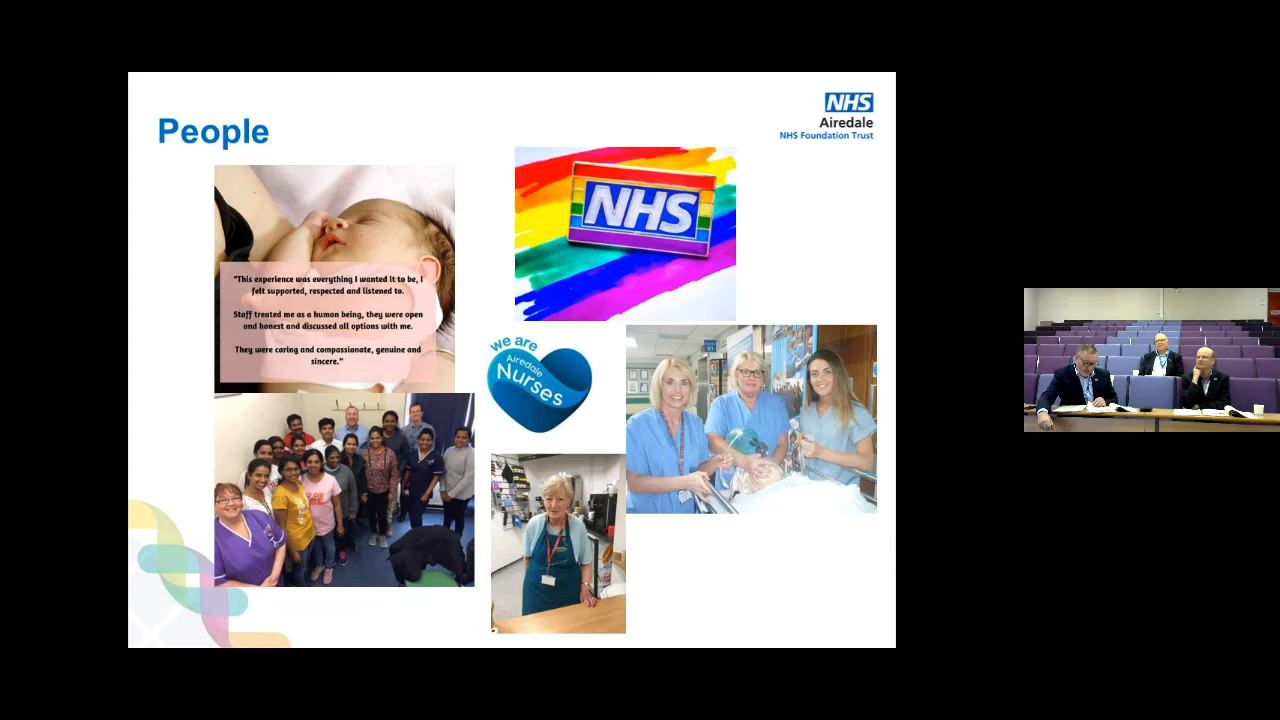 People
NHS
Airedale
NHS Foundation Trust
NHS
"This experience was everything I wanted it to be, I
felt supported, respected and listened to.
Staff treated me as a human being, they were open
and honest and discussed all options with me.
They were caring and compassionate, genuine and
sincere."
we are
Airedale
Nurses